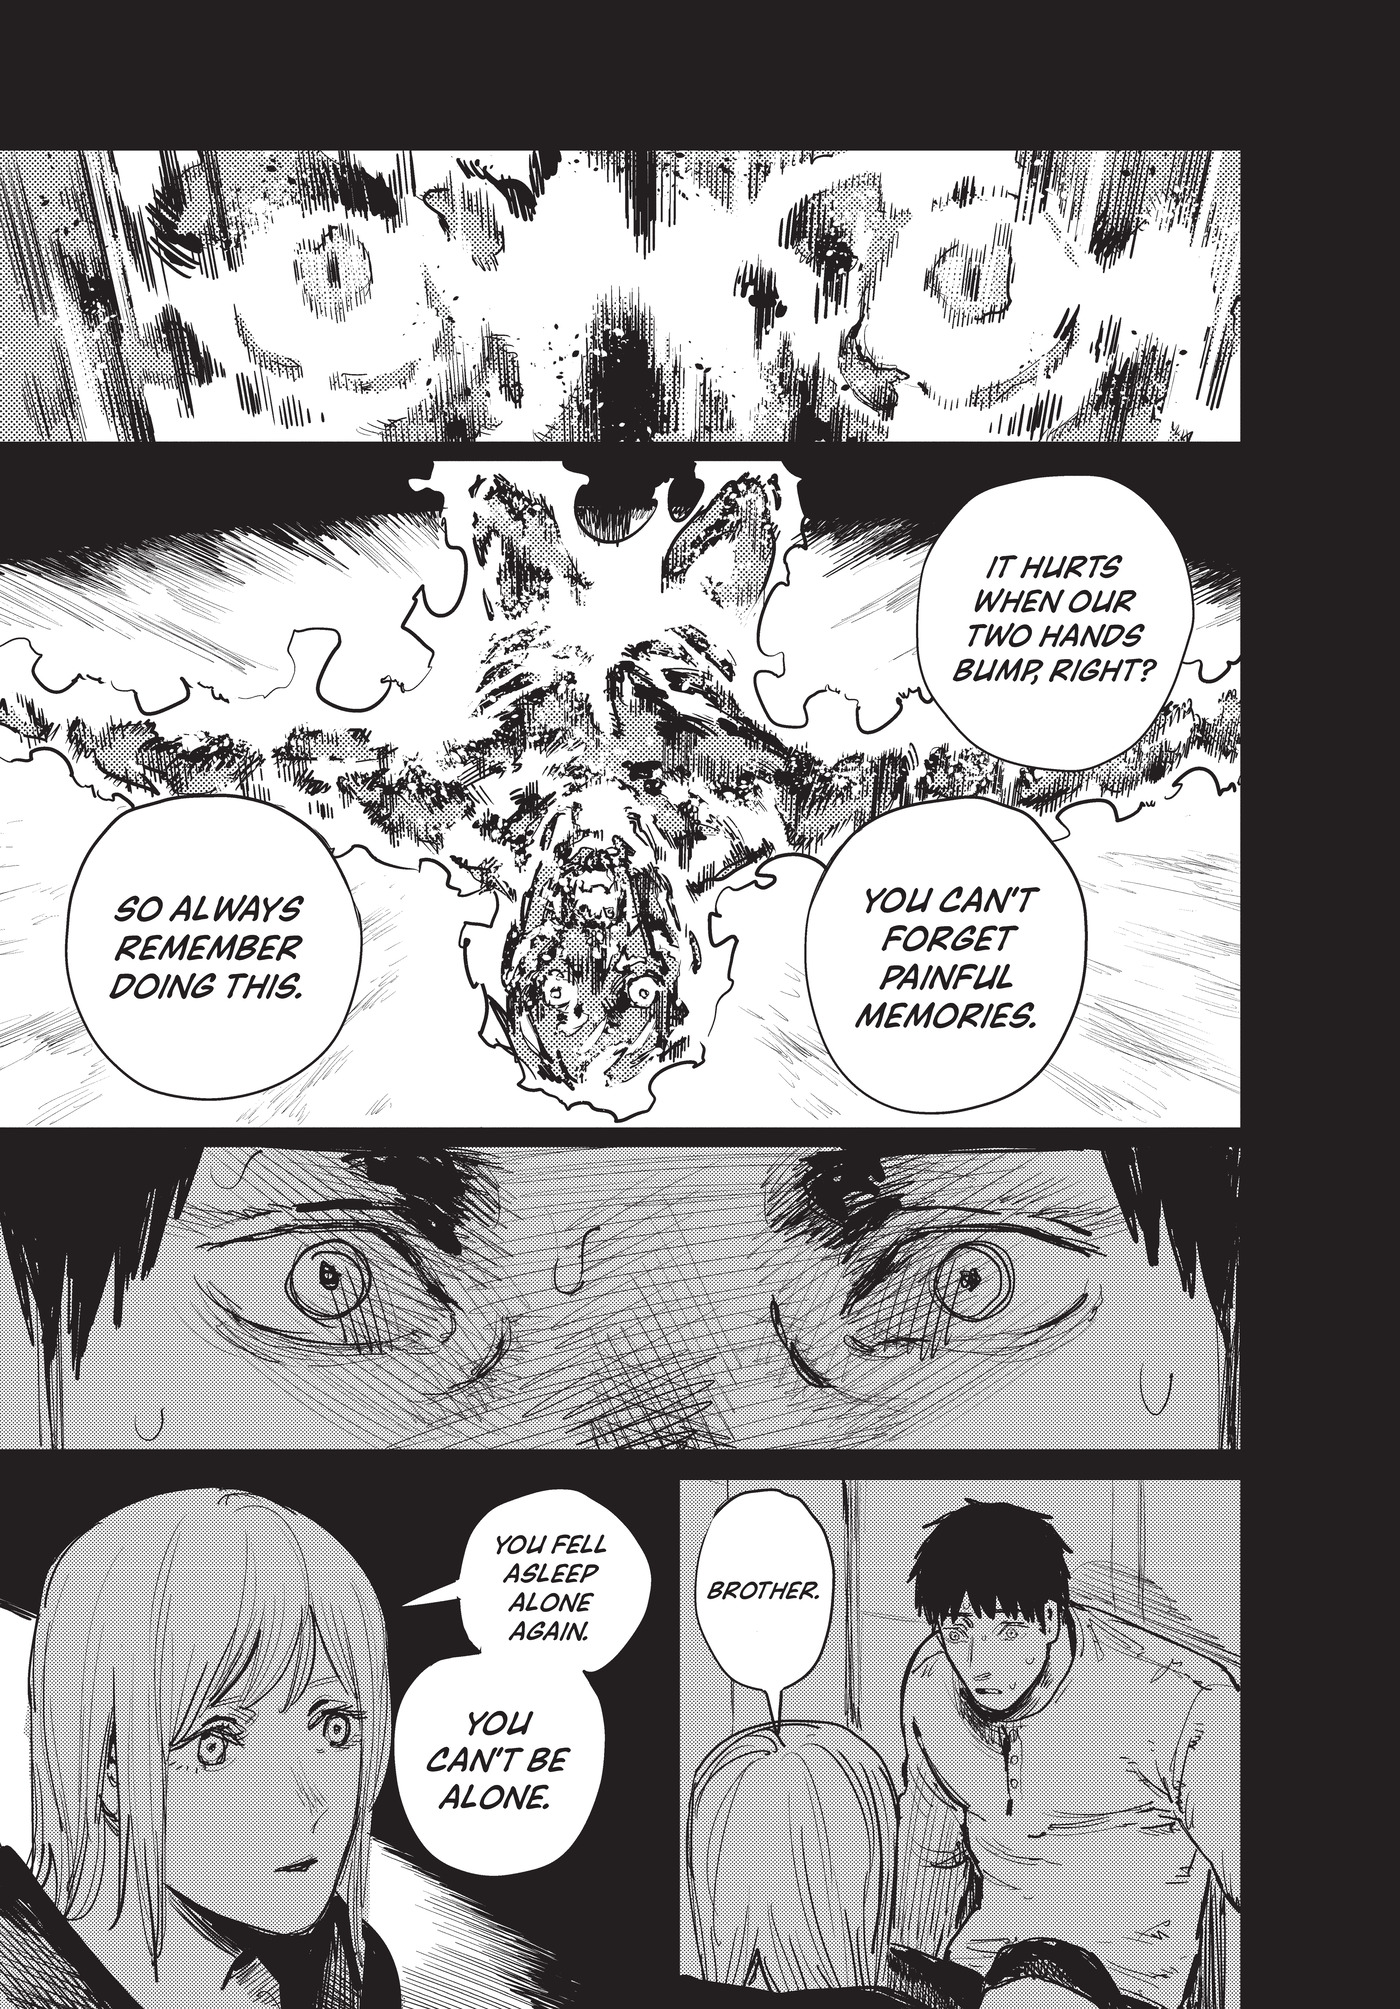 IT HURTS
WHEN OUR
TWO HANDS
BUMP, RIGHT?
YOU CAN'T
FORGET
PAINFUL
MEMORIES.
SO ALWAYS
REMEMBER
DOING THIS.
BROTHER.
YOU FELL
ASLEEP
ALONE
AGAIN.
YOU
CAN'T BE
ALONE.